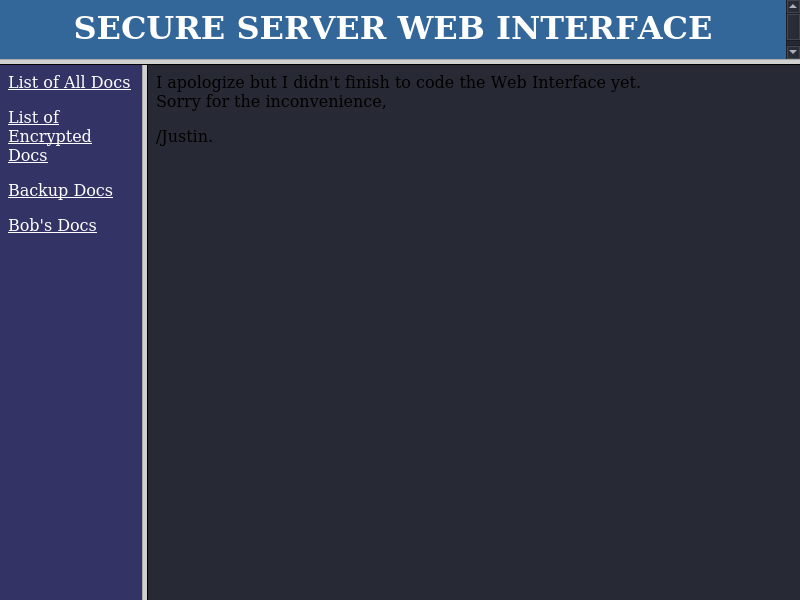 SECURE SERVER WEB INTERFACE
List of All Docs
List of
Encrypted
Docs
Backup Docs
Bob's Docs
I apologize but I didn't finish to code the Web Interface yet.
Sorry for the inconvenience,
/Justin.